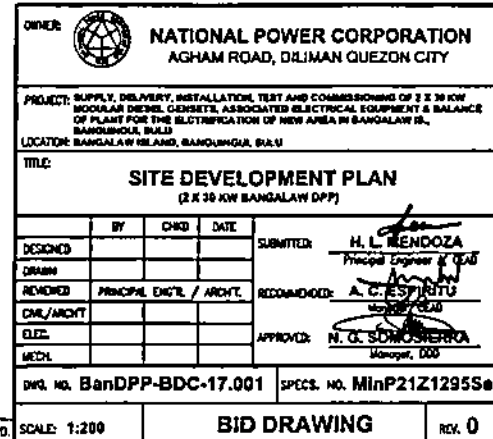 OWNER:
NATIONAL POWER CORPORATION
AGHAM ROAD, DILIMAN QUEZON CITY
PROJECT: SUPPLY, DELIVERY, INSTALLATION, TEST AND COMMISSIONING OF 2 X 30 KW
MODULAR DIESEL GENSETS, ASSOCIATED ELECTRICAL EQUIPMENT & BALANCE
OF PLANT FOR THE ELCTRIFICATION OF NEW AREA IN BANGALAW IS.,
BANGUINGUI, SULU
LOCATION: BANGALAW ISLAND, BANGUINGUI, SULU
TITLE:
SITE DEVELOPMENT PLAN
(2 X 30 KW BANGALAW DPP)
BY CHKD DATE
DESIGNED
DRAWN
REVIEWED PRINCIPAL ENGTR. / ARCHT.
CIVIL/ARCHT
ELEC.
MECH.
SUBMITTED: H. L. MENDOZA
Principal Engineer
RECOMMENDED: A. C. ESPIRITU
Manager,
APPROVED: N. G. SOMOSIERRA
Manager, DDD
DWG. NO. BanDPP-BDC-17.001 SPECS. NO. MinP21Z1295Se
SCALE: 1:200 BID DRAWING REV. 0